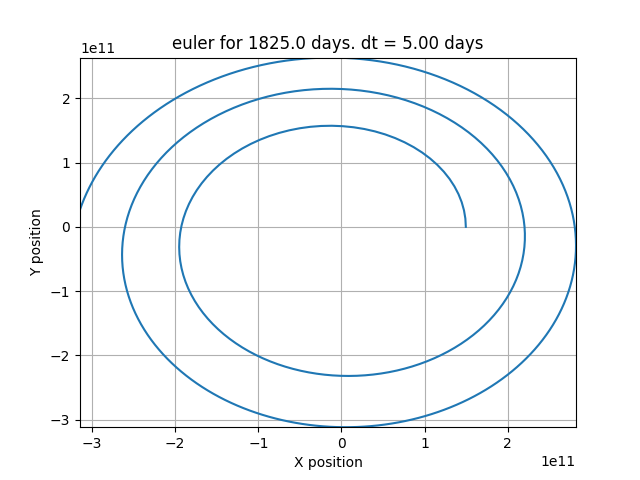 euler for 1825.0 days. dt = 5.00 days
1e11
2
1
0
−1
−2
−3
Y position
−3 −2 −1 0 1 2
X position
1e11